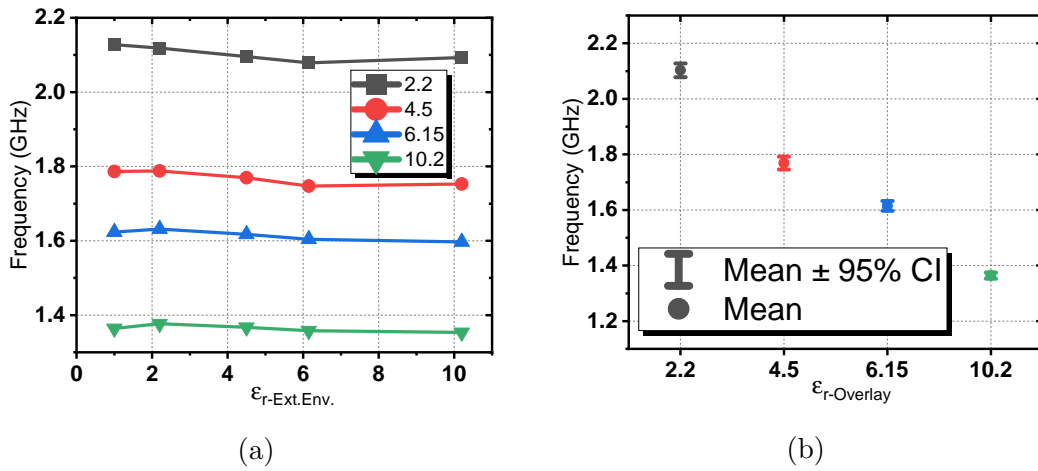 2.2
2.0
1.8
1.6
1.4
Frequency (GHz)
2.2
4.5
6.15
10.2
0 2 4 6 8 10
εr-Ext.Env.
(a)
2.2
2.0
1.8
1.6
1.4
1.2
Frequency (GHz)
Mean ± 95% CI
Mean
2.2 4.5 6.15 10.2
εr-Overlay
(b)